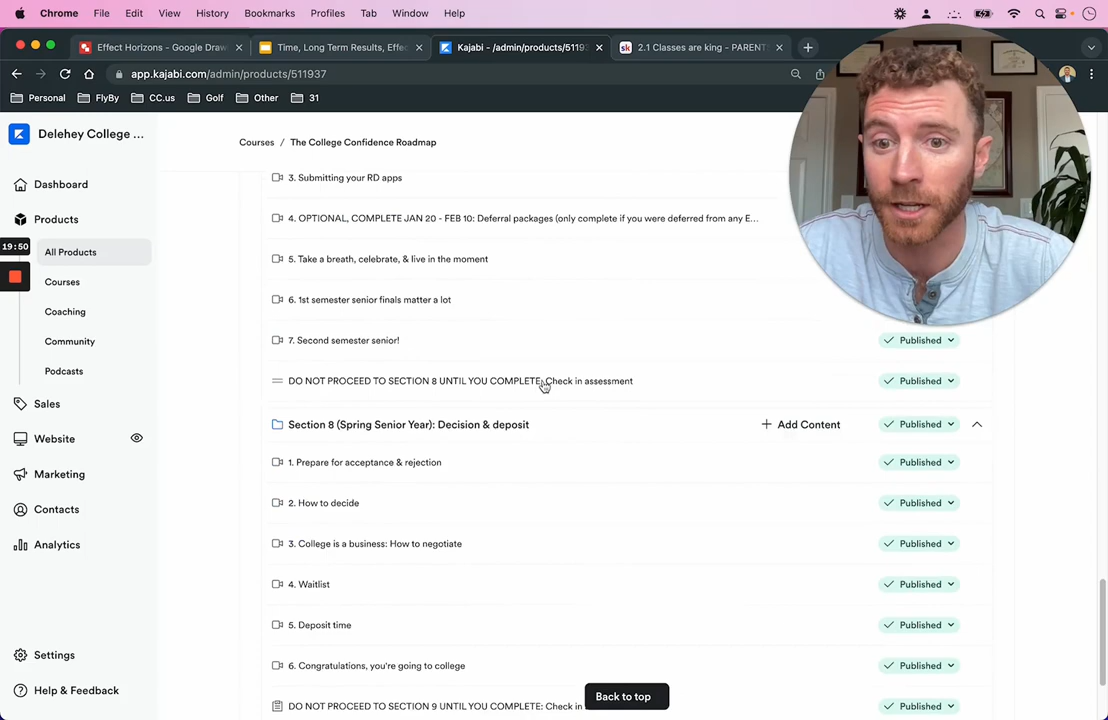 Chrome File Edit View History Bookmarks Profiles Tab Window Help
Effect Horizons - Google Draw
Time, Long Term Results, Effec
Kajabi - /admin/products/5119
sk 2.1 Classes are king - PARENT
app.kajabi.com/admin/products/511937
Personal FlyBy CC.us Golf Other 31
Delehey College ...
Courses / The College Confidence Roadmap
Dashboard
Products
19:50
All Products
Courses
Coaching
Community
Podcasts
Sales
Website
Marketing
Contacts
Analytics
Settings
Help & Feedback
3. Submitting your RD apps
4. OPTIONAL, COMPLETE JAN 20 - FEB 10: Deferral packages (only complete if you were deferred from any E...
5. Take a breath, celebrate, & live in the moment
6. 1st semester senior finals matter a lot
7. Second semester senior! Published
DO NOT PROCEED TO SECTION 8 UNTIL YOU COMPLETE: Check in assessment Published
Section 8 (Spring Senior Year): Decision & deposit + Add Content Published
1. Prepare for acceptance & rejection Published
2. How to decide Published
3. College is a business: How to negotiate Published
4. Waitlist Published
5. Deposit time Published
6. Congratulations, you're going to college Published
Back to top
DO NOT PROCEED TO SECTION 9 UNTIL YOU COMPLETE: Check in Published